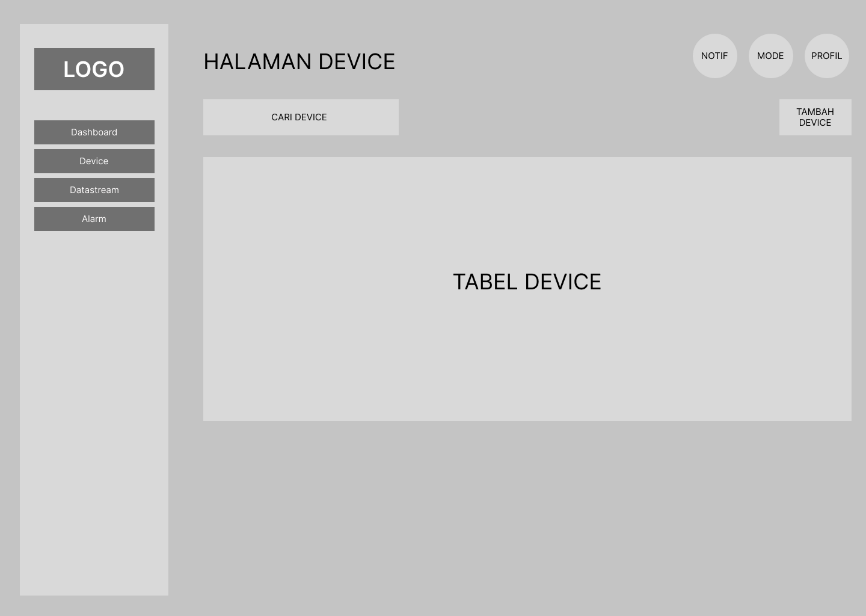 LOGO
Dashboard
Device
Datastream
Alarm
HALAMAN DEVICE
NOTIF
MODE
PROFIL
CARI DEVICE
TAMBAH
DEVICE
TABEL DEVICE